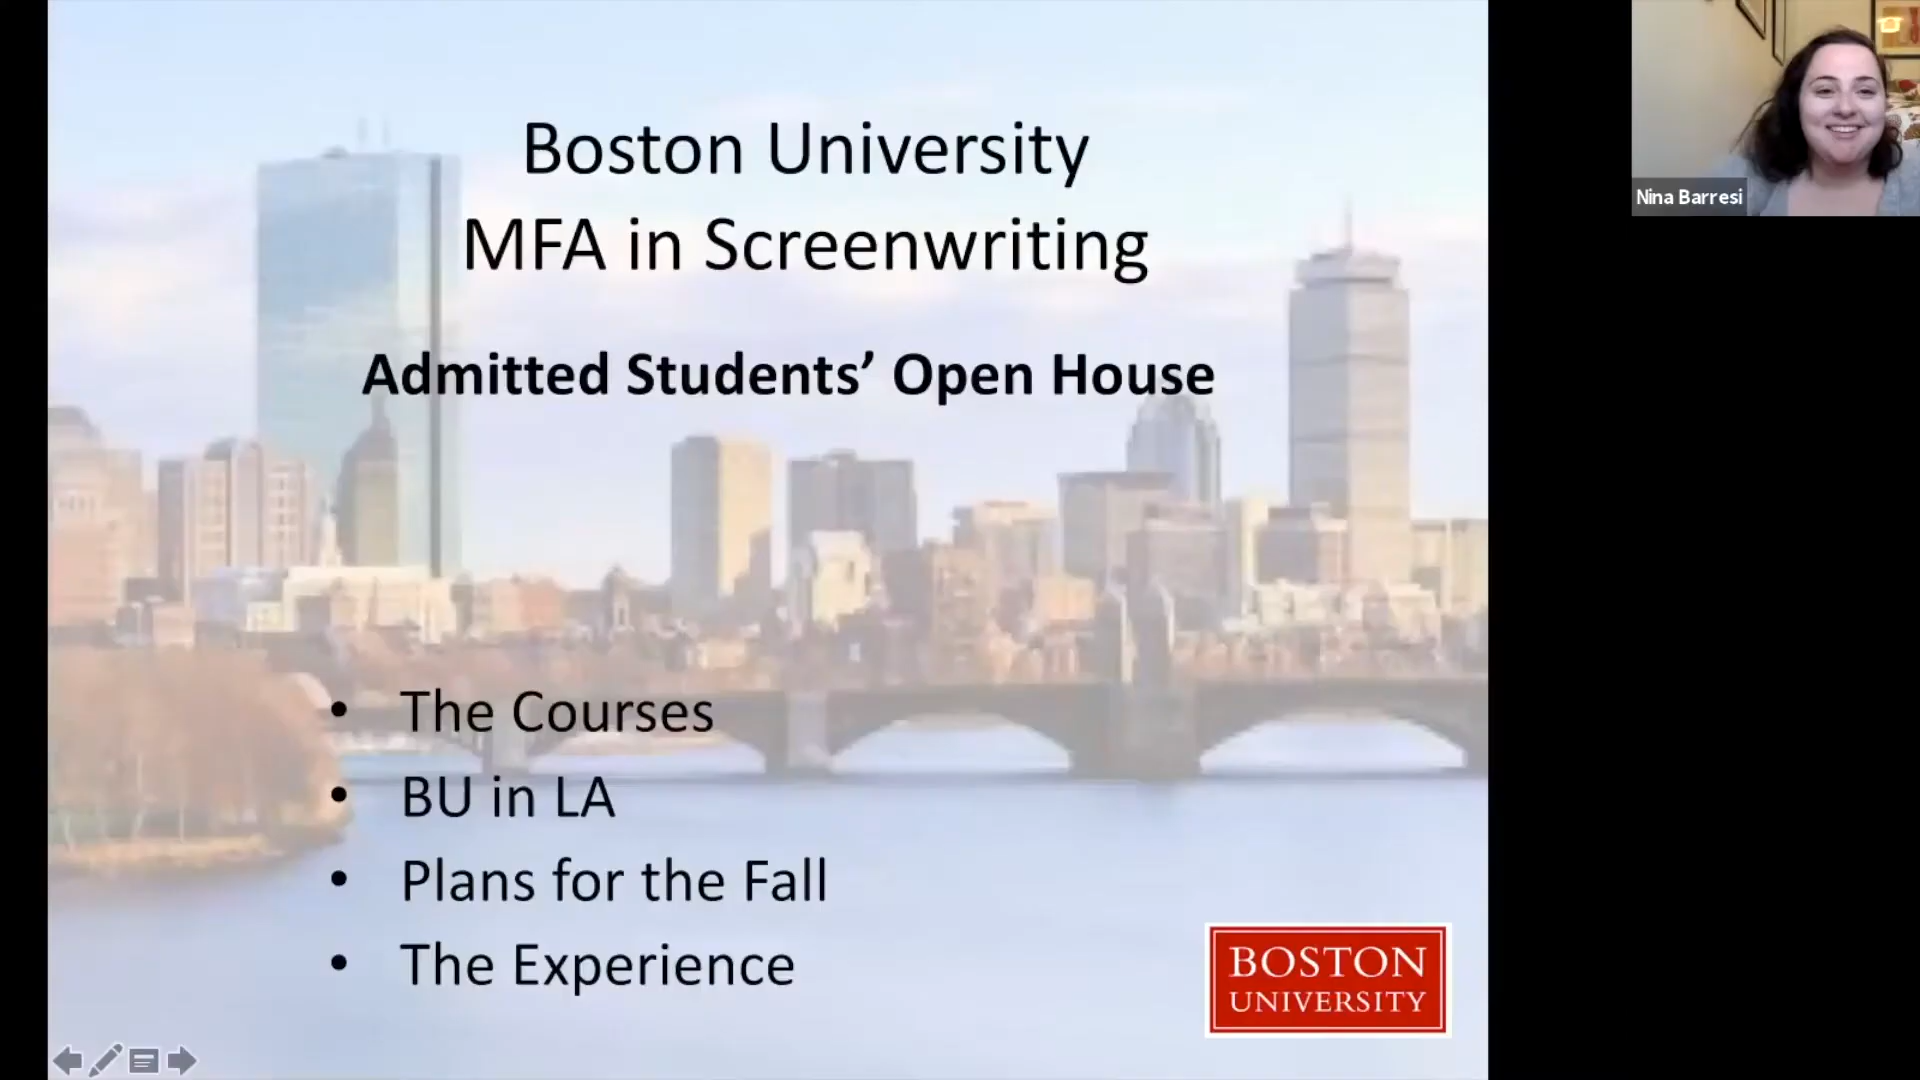 Boston University
MFA in Screenwriting
Admitted Students’ Open House
• The Courses
• BU in LA
• Plans for the Fall
• The Experience
BOSTON
UNIVERSITY
Nina Barresi